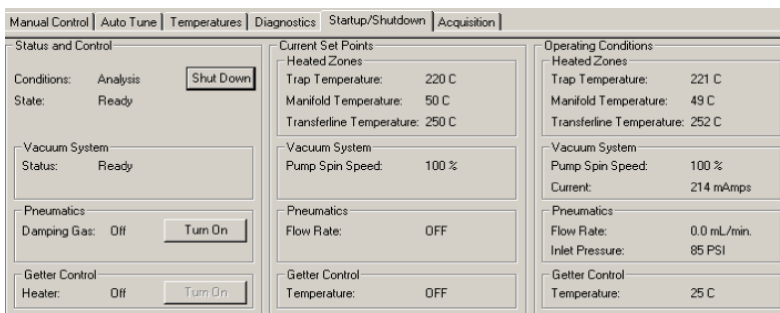 Manual Control Auto Tune Temperatures Diagnostics Startup/Shutdown Acquisition
Status and Control
Conditions: Analysis Shut Down
State: Ready
Vacuum System
Status: Ready
Pneumatics
Damping Gas: Off Turn On
Getter Control
Heater: Off Turn On
Current Set Points
Heated Zones
Trap Temperature: 220 C
Manifold Temperature: 50 C
Transferline Temperature: 250 C
Vacuum System
Pump Spin Speed: 100 %
Pneumatics
Flow Rate: OFF
Getter Control
Temperature: OFF
Operating Conditions
Heated Zones
Trap Temperature: 221 C
Manifold Temperature: 49 C
Transferline Temperature: 252 C
Vacuum System
Pump Spin Speed: 100 %
Current: 214 mAmps
Pneumatics
Flow Rate: 0.0 mL/min.
Inlet Pressure: 85 PSI
Getter Control
Temperature: 25 C